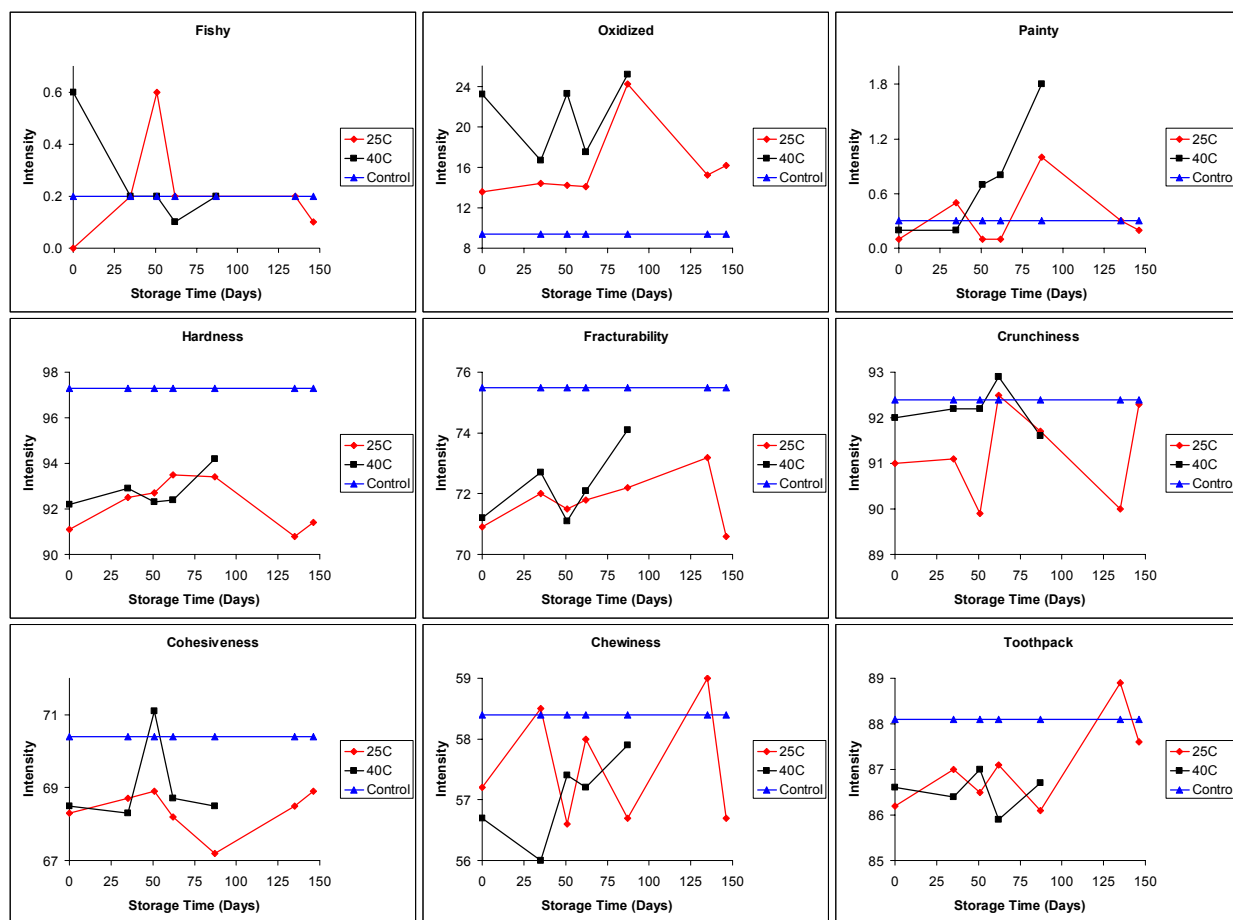 Fishy
Intensity
0.6
0.4
0.2
0.0
0 25 50 75 100 125 150
Storage Time (Days)
25C
40C
Control
Oxidized
Intensity
24
20
16
12
8
0 25 50 75 100 125 150
Storage Time (Days)
25C
40C
Control
Painty
Intensity
1.8
1.2
0.6
0.0
0 25 50 75 100 125 150
Storage Time (Days)
25C
40C
Control
Hardness
Intensity
98
96
94
92
90
0 25 50 75 100 125 150
Storage Time (Days)
25C
40C
Control
Fracturability
Intensity
76
74
72
70
0 25 50 75 100 125 150
Storage Time (Days)
25C
40C
Control
Crunchiness
Intensity
93
92
91
90
89
0 25 50 75 100 125 150
Storage Time (Days)
25C
40C
Control
Cohesiveness
Intensity
71
69
67
0 25 50 75 100 125 150
Storage Time (Days)
25C
40C
Control
Chewiness
Intensity
59
58
57
56
0 25 50 75 100 125 150
Storage Time (Days)
25C
40C
Control
Toothpack
Intensity
89
88
87
86
85
0 25 50 75 100 125 150
Storage Time (Days)
25C
40C
Control